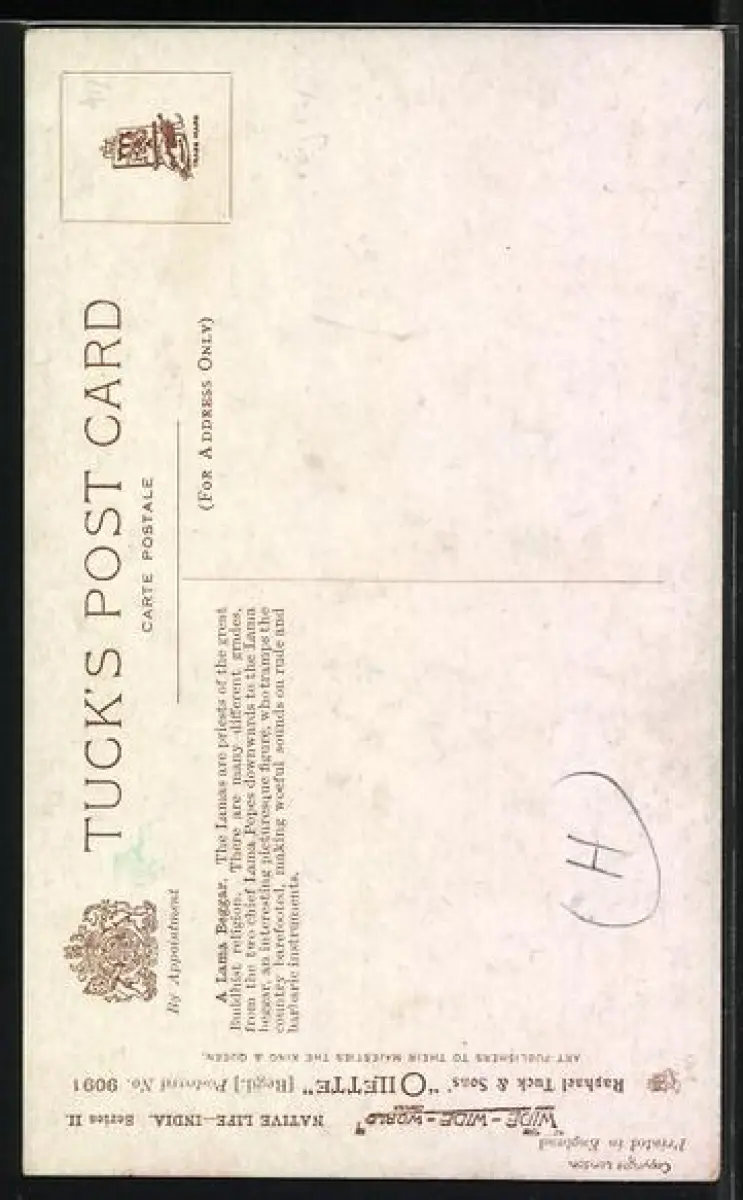 TUCK'S POST CARD
CARTE POSTALE
(FOR ADDRESS ONLY)
By Appointment
TRADE MARK
A Lama Beggar. The Lamas are priests of the great
Buddhist religion. There are many different grades,
from the two chief Lama Popes downwards to the Lama
beggar, an interesting picturesque figure, who tramps the
country barefooted, making woeful sounds on rude and
barbaric instruments.
H
ART PUBLISHERS TO THEIR MAJESTIES THE KING & QUEEN.
Raphael Tuck & Sons' "OILETTE" [Regd.] Postcard No. 9091
"WIDE-WIDE-WORLD" NATIVE LIFE—INDIA. Series II.
Printed in England
Copyright London